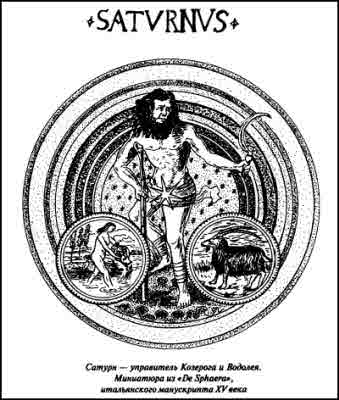 SATVRNVS
Сатурн — управитель Козерога и Водолея.
Миниатюра из «De Sphaera»,
итальянского манускрипта XV века